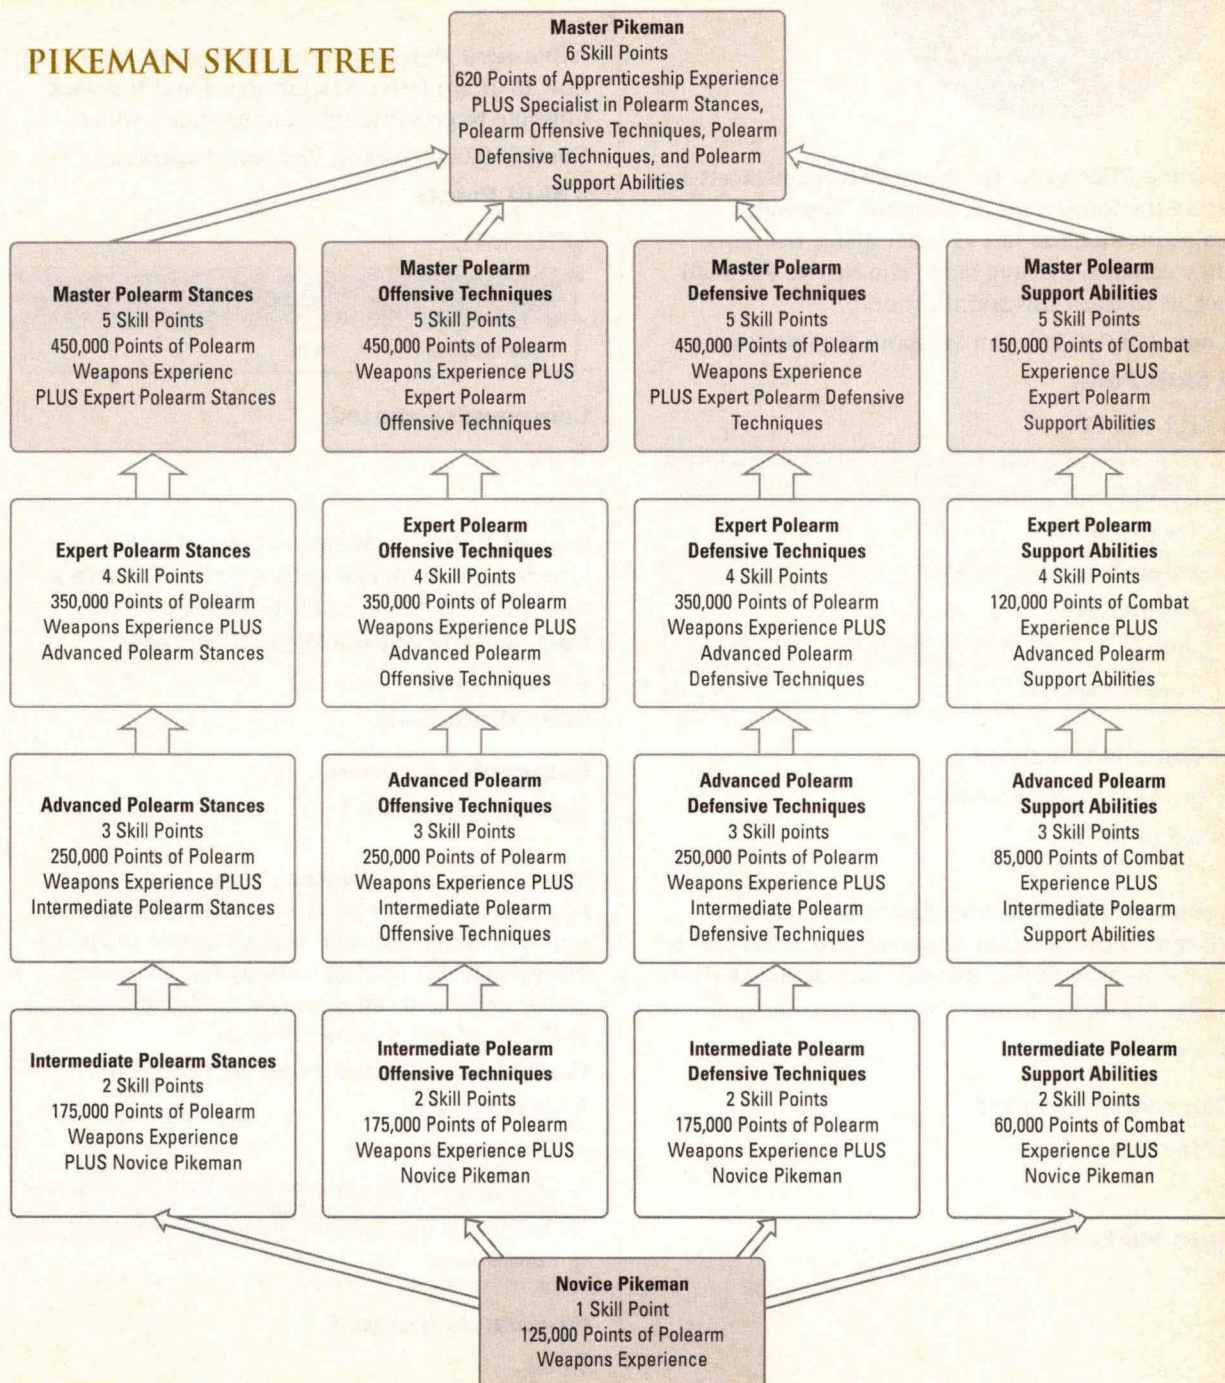 PIKEMAN SKILL TREE
Master Pikeman
6 Skill Points
620 Points of Apprenticeship Experience
PLUS Specialist in Polearm Stances,
Polearm Offensive Techniques, Polearm
Defensive Techniques, and Polearm
Support Abilities
Master Polearm Stances
5 Skill Points
450,000 Points of Polearm
Weapons Experienc
PLUS Expert Polearm Stances
Master Polearm
Offensive Techniques
5 Skill Points
450,000 Points of Polearm
Weapons Experience PLUS
Expert Polearm
Offensive Techniques
Master Polearm
Defensive Techniques
5 Skill Points
450,000 Points of Polearm
Weapons Experience
PLUS Expert Polearm Defensive
Techniques
Master Polearm
Support Abilities
5 Skill Points
150,000 Points of Combat
Experience PLUS
Expert Polearm
Support Abilities
Expert Polearm Stances
4 Skill Points
350,000 Points of Polearm
Weapons Experience PLUS
Advanced Polearm Stances
Expert Polearm
Offensive Techniques
4 Skill Points
350,000 Points of Polearm
Weapons Experience PLUS
Advanced Polearm
Offensive Techniques
Expert Polearm
Defensive Techniques
4 Skill Points
350,000 Points of Polearm
Weapons Experience PLUS
Advanced Polearm
Defensive Techniques
Expert Polearm
Support Abilities
4 Skill Points
120,000 Points of Combat
Experience PLUS
Advanced Polearm
Support Abilities
Advanced Polearm Stances
3 Skill Points
250,000 Points of Polearm
Weapons Experience PLUS
Intermediate Polearm Stances
Advanced Polearm
Offensive Techniques
3 Skill Points
250,000 Points of Polearm
Weapons Experience PLUS
Intermediate Polearm
Offensive Techniques
Advanced Polearm
Defensive Techniques
3 Skill points
250,000 Points of Polearm
Weapons Experience PLUS
Intermediate Polearm
Defensive Techniques
Advanced Polearm
Support Abilities
3 Skill Points
85,000 Points of Combat
Experience PLUS
Intermediate Polearm
Support Abilities
Intermediate Polearm Stances
2 Skill Points
175,000 Points of Polearm
Weapons Experience
PLUS Novice Pikeman
Intermediate Polearm
Offensive Techniques
2 Skill Points
175,000 Points of Polearm
Weapons Experience PLUS
Novice Pikeman
Intermediate Polearm
Defensive Techniques
2 Skill Points
175,000 Points of Polearm
Weapons Experience PLUS
Novice Pikeman
Intermediate Polearm
Support Abilities
2 Skill Points
60,000 Points of Combat
Experience PLUS
Novice Pikeman
Novice Pikeman
1 Skill Point
125,000 Points of Polearm
Weapons Experience